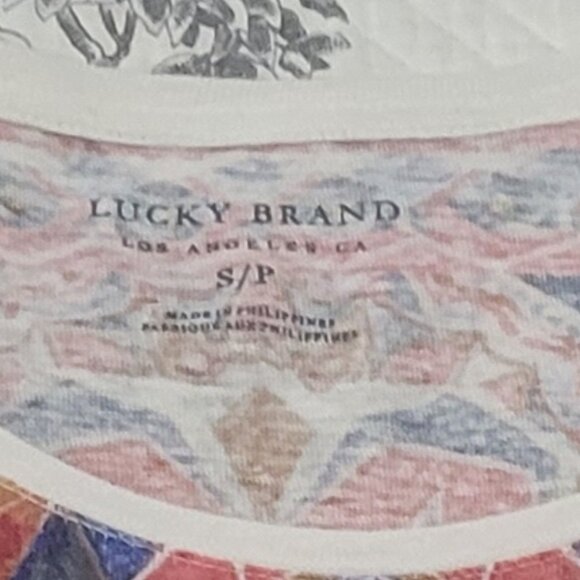 LUCKY BRAND
LOS ANGELES CA
S/P
MADE IN PHILIPPINES
FABRIQUE AUX PHILIPPINES